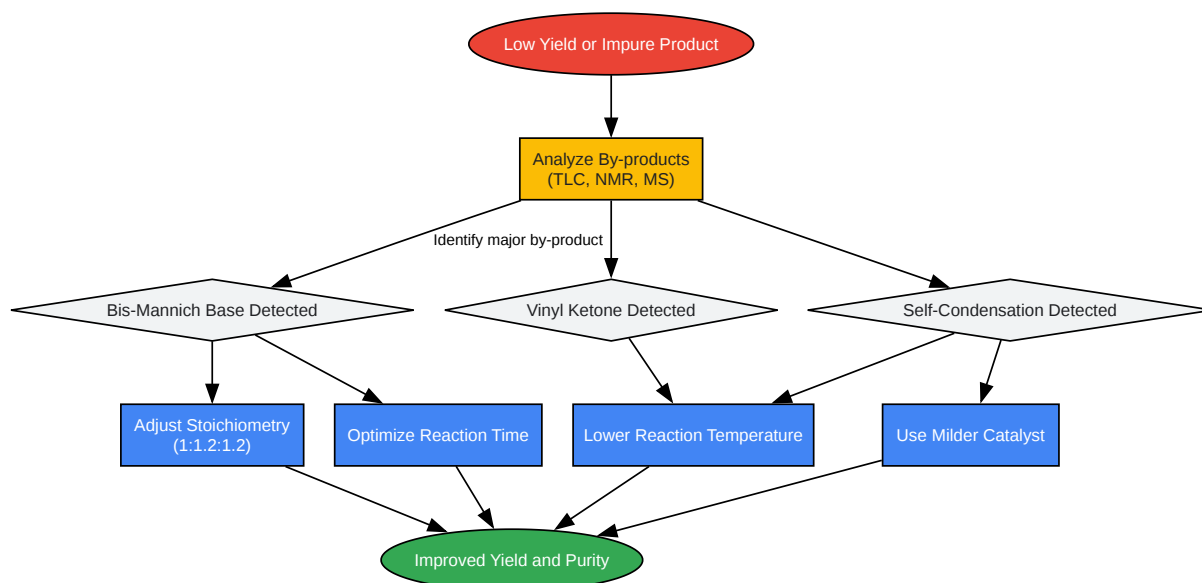 Low Yield or Impure Product
Analyze By-products
(TLC, NMR, MS)
Identify major by-product
Bis-Mannich Base Detected
Vinyl Ketone Detected
Self-Condensation Detected
Adjust Stoichiometry
(1:1.2:1.2)
Optimize Reaction Time
Lower Reaction Temperature
Use Milder Catalyst
Improved Yield and Purity